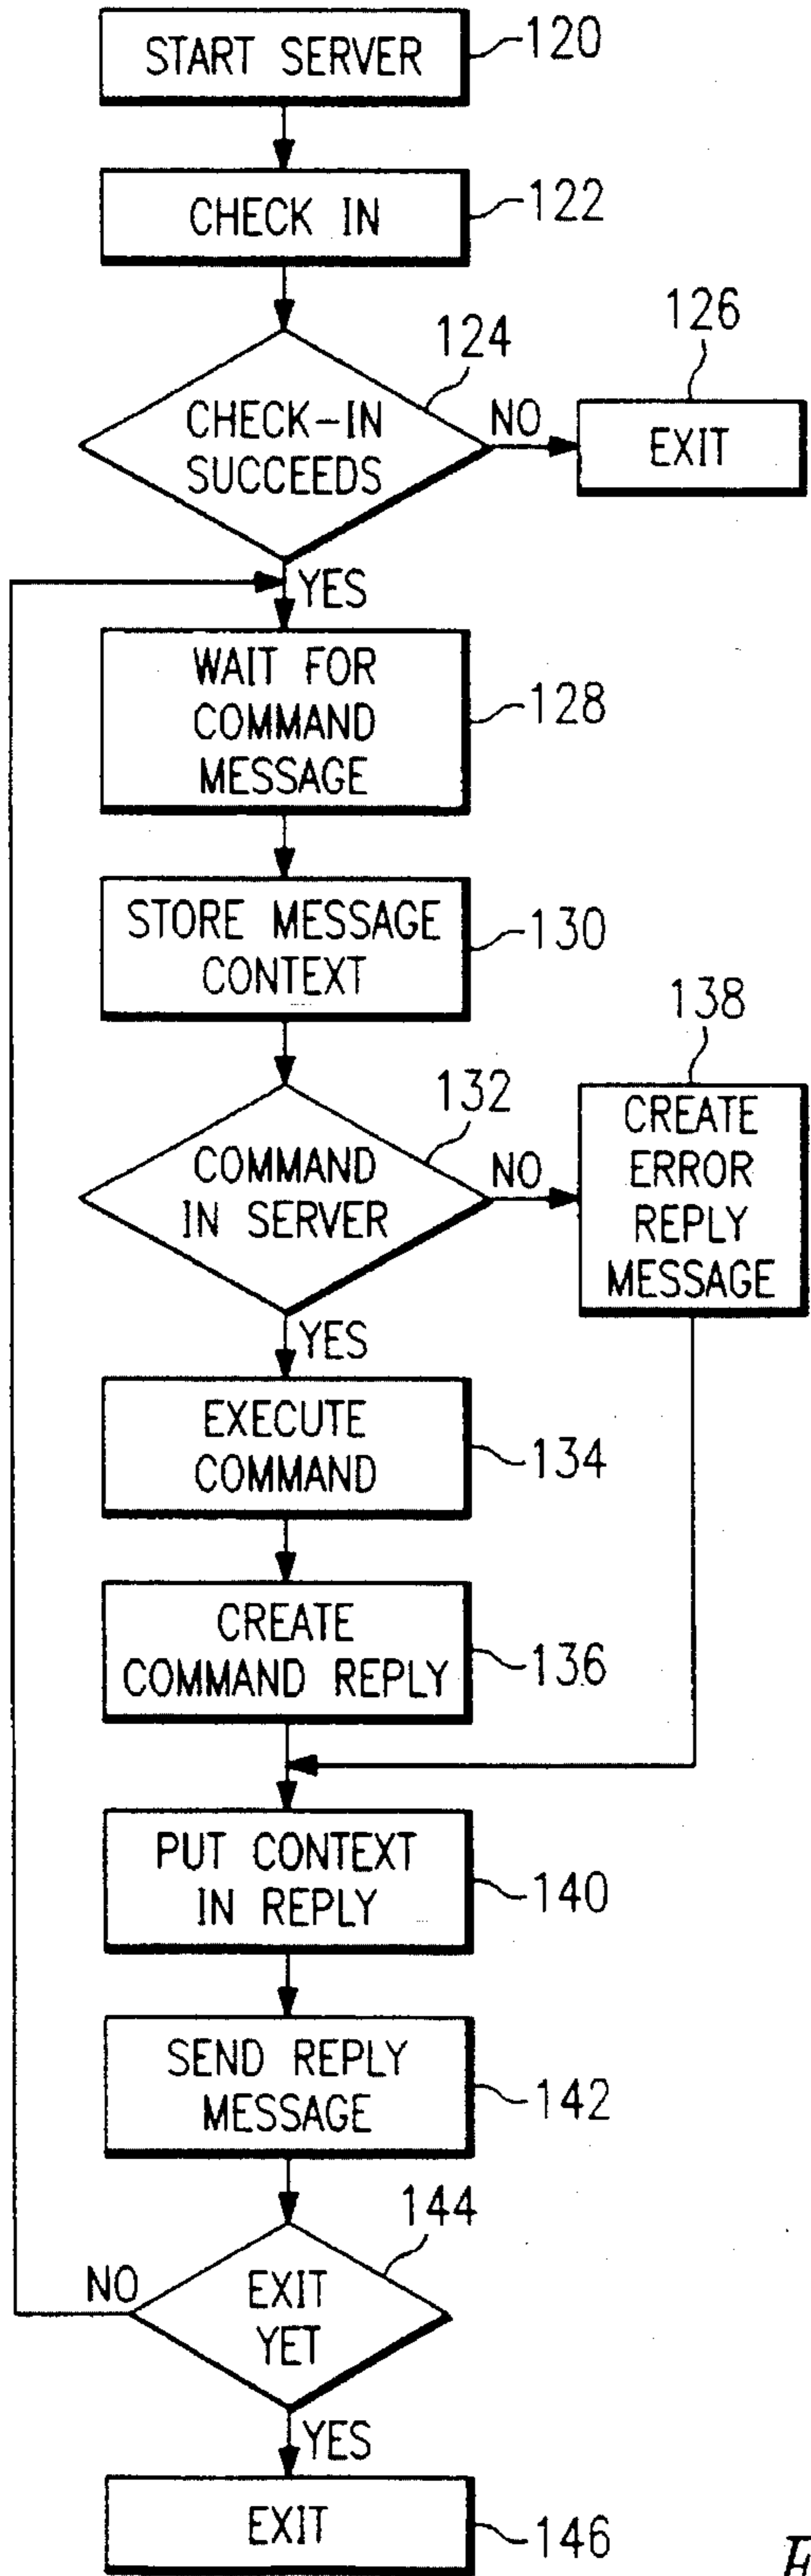 START SERVER
120
CHECK IN
122
124
126
CHECK-IN
SUCCEEDS
NO
EXIT
YES
WAIT FOR
COMMAND
MESSAGE
128
STORE MESSAGE
CONTEXT
130
138
132
COMMAND
IN SERVER
NO
CREATE
ERROR
REPLY
MESSAGE
YES
EXECUTE
COMMAND
134
CREATE
COMMAND REPLY
136
PUT CONTEXT
IN REPLY
140
SEND REPLY
MESSAGE
142
144
NO
EXIT
YET
YES
EXIT
146